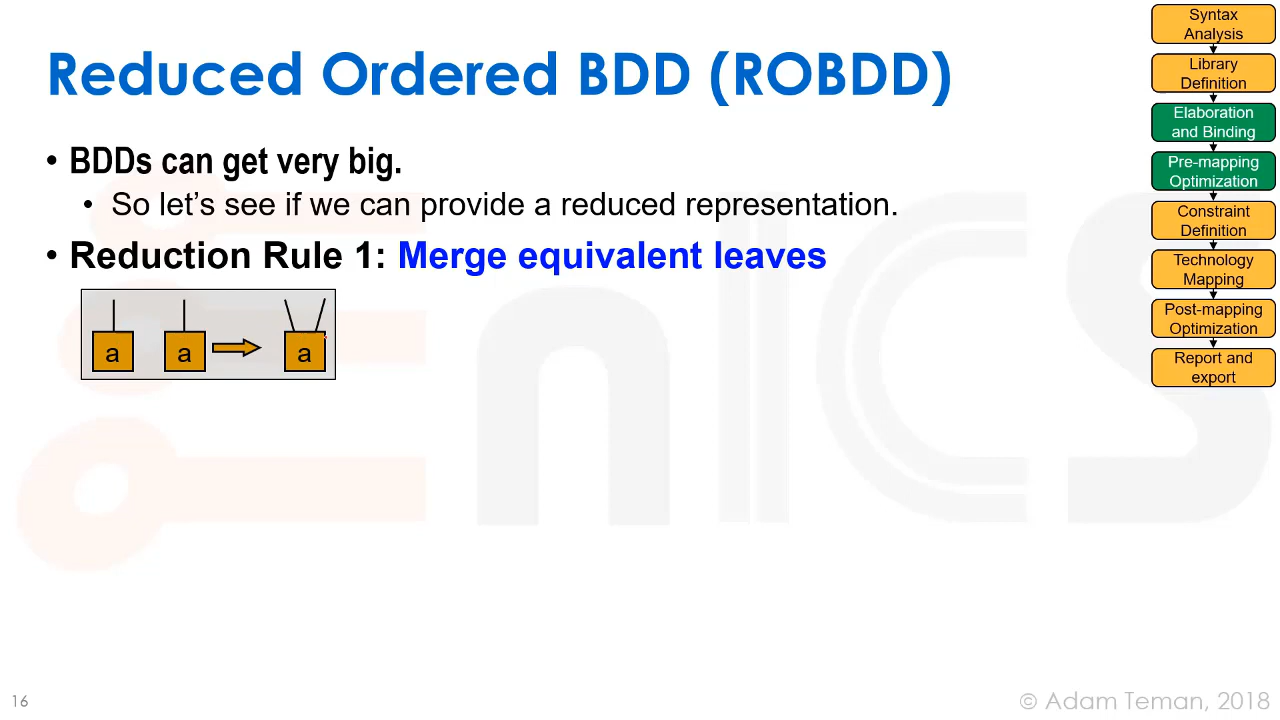 Reduced Ordered BDD (ROBDD)
• BDDs can get very big.
• So let’s see if we can provide a reduced representation.
• Reduction Rule 1: Merge equivalent leaves
a a a
Syntax
Analysis
Library
Definition
Elaboration
and Binding
Pre-mapping
Optimization
Constraint
Definition
Technology
Mapping
Post-mapping
Optimization
Report and
export
EnICS
16
© Adam Teman, 2018